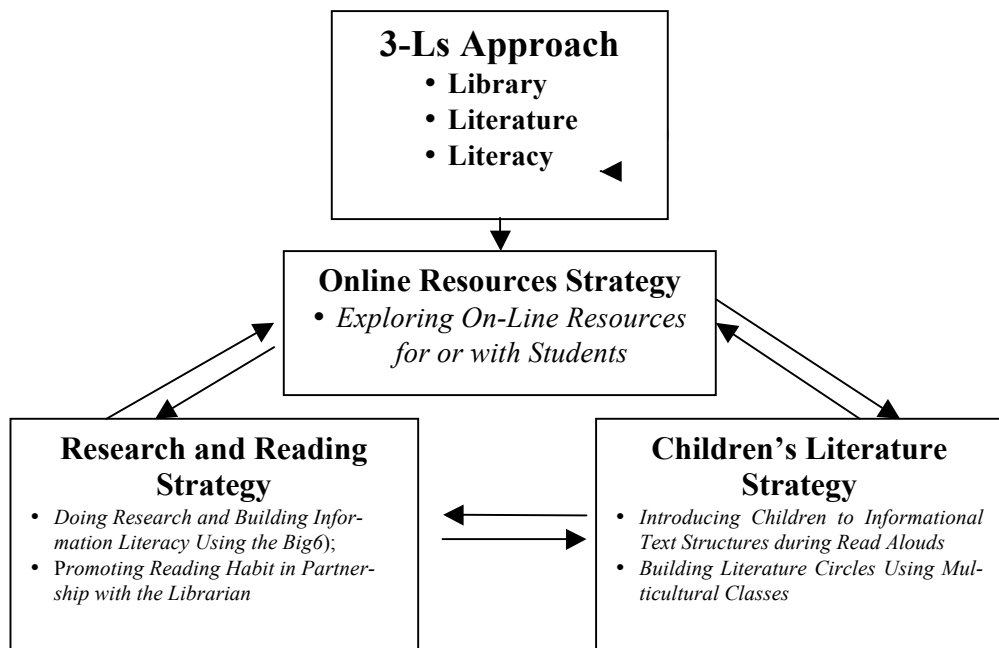 3-Ls Approach
• Library
• Literature
• Literacy
Online Resources Strategy
• Exploring On-Line Resources
for or with Students
Research and Reading
Strategy
• Doing Research and Building Infor-
mation Literacy Using the Big6);
• Promoting Reading Habit in Partner-
ship with the Librarian
Children’s Literature
Strategy
• Introducing Children to Informational
Text Structures during Read Alouds
• Building Literature Circles Using Mul-
ticultural Classes